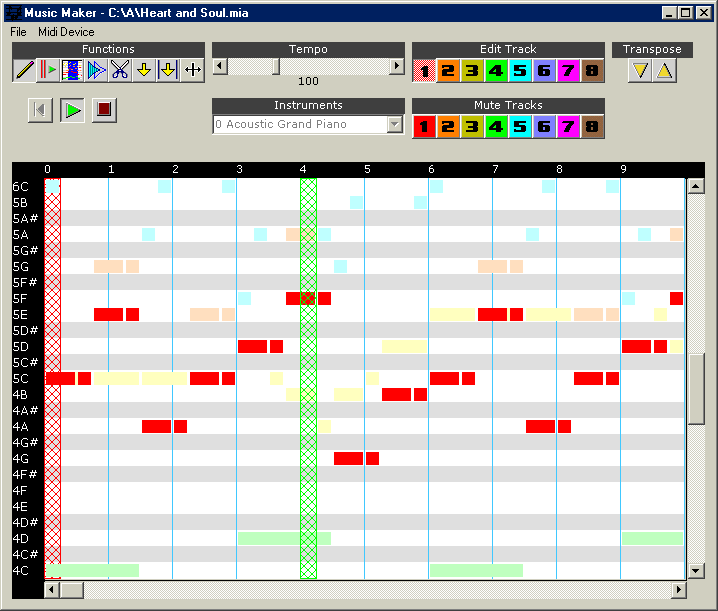 Music Maker - C:\A\Heart and Soul.mia
File Midi Device
Functions Tempo Edit Track Transpose
1 2 3 4 5 6 7 8
100
Instruments Mute Tracks
0 Acoustic Grand Piano 1 2 3 4 5 6 7 8
0 1 2 3 4 5 6 7 8 9
6C
5B
5A#
5A
5G#
5G
5F#
5F
5E
5D#
5D
5C#
5C
4B
4A#
4A
4G#
4G
4F#
4F
4E
4D#
4D
4C#
4C